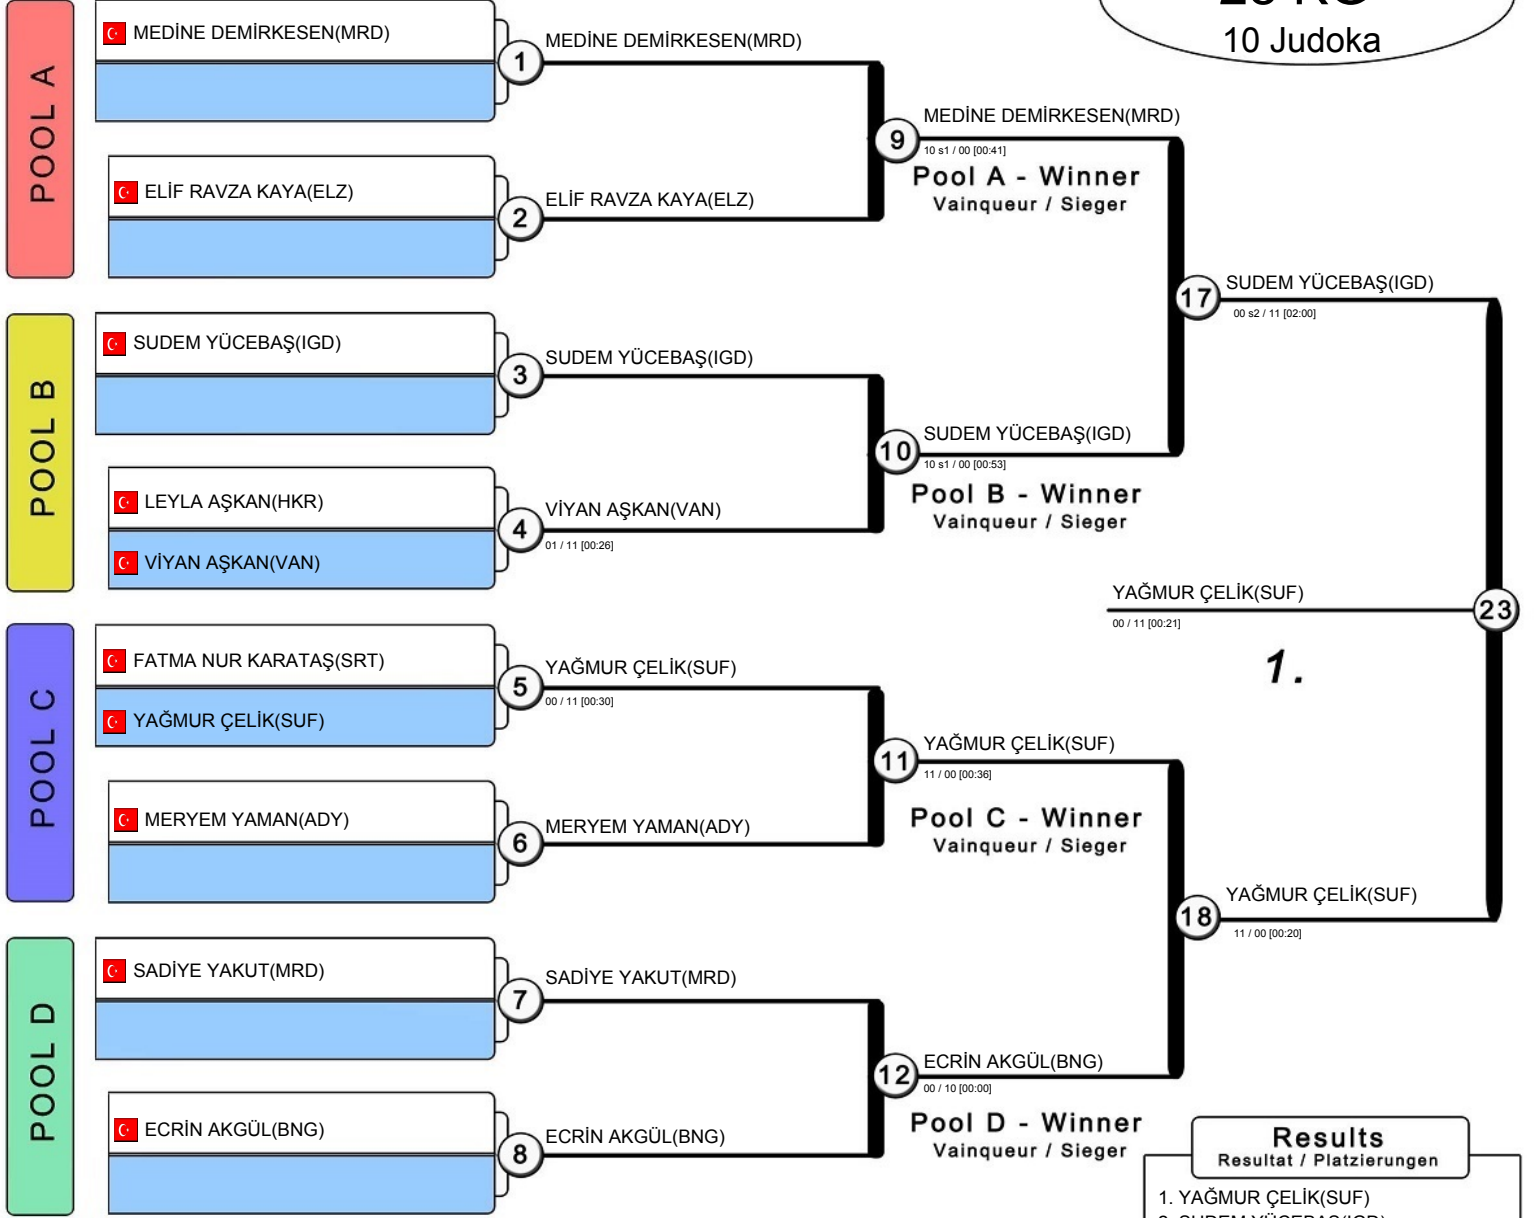 10 Judoka
POOL A
MEDİNE DEMİRKESEN(MRD)
1
MEDİNE DEMİRKESEN(MRD)
ELİF RAVZA KAYA(ELZ)
2
ELİF RAVZA KAYA(ELZ)
9
MEDİNE DEMİRKESEN(MRD)
10 s1 / 00 [00:41]
Pool A - Winner
Vainqueur / Sieger
POOL B
SUDEM YÜCEBAŞ(IGD)
3
SUDEM YÜCEBAŞ(IGD)
LEYLA AŞKAN(HKR)
VİYAN AŞKAN(VAN)
4
VİYAN AŞKAN(VAN)
01 / 11 [00:26]
10
SUDEM YÜCEBAŞ(IGD)
10 s1 / 00 [00:53]
Pool B - Winner
Vainqueur / Sieger
17
SUDEM YÜCEBAŞ(IGD)
00 s2 / 11 [02:00]
POOL C
FATMA NUR KARATAŞ(SRT)
YAĞMUR ÇELİK(SUF)
5
YAĞMUR ÇELİK(SUF)
00 / 11 [00:30]
MERYEM YAMAN(ADY)
6
MERYEM YAMAN(ADY)
11
YAĞMUR ÇELİK(SUF)
11 / 00 [00:36]
Pool C - Winner
Vainqueur / Sieger
POOL D
SADİYE YAKUT(MRD)
7
SADİYE YAKUT(MRD)
ECRİN AKGÜL(BNG)
8
ECRİN AKGÜL(BNG)
12
ECRİN AKGÜL(BNG)
00 / 10 [00:00]
Pool D - Winner
Vainqueur / Sieger
18
YAĞMUR ÇELİK(SUF)
11 / 00 [00:20]
23
YAĞMUR ÇELİK(SUF)
00 / 11 [00:21]
1.
Results
Resultat / Platzierungen
1. YAĞMUR ÇELİK(SUF)